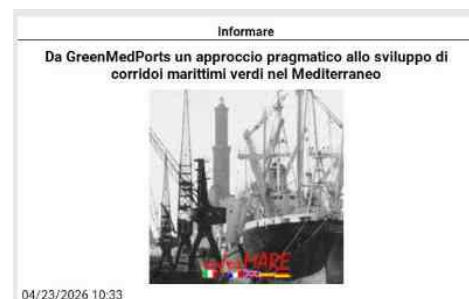 Informare
Da GreenMedPorts un approccio pragmatico allo sviluppo di
corridoi marittimi verdi nel Mediterraneo
04/23/2026 10:33